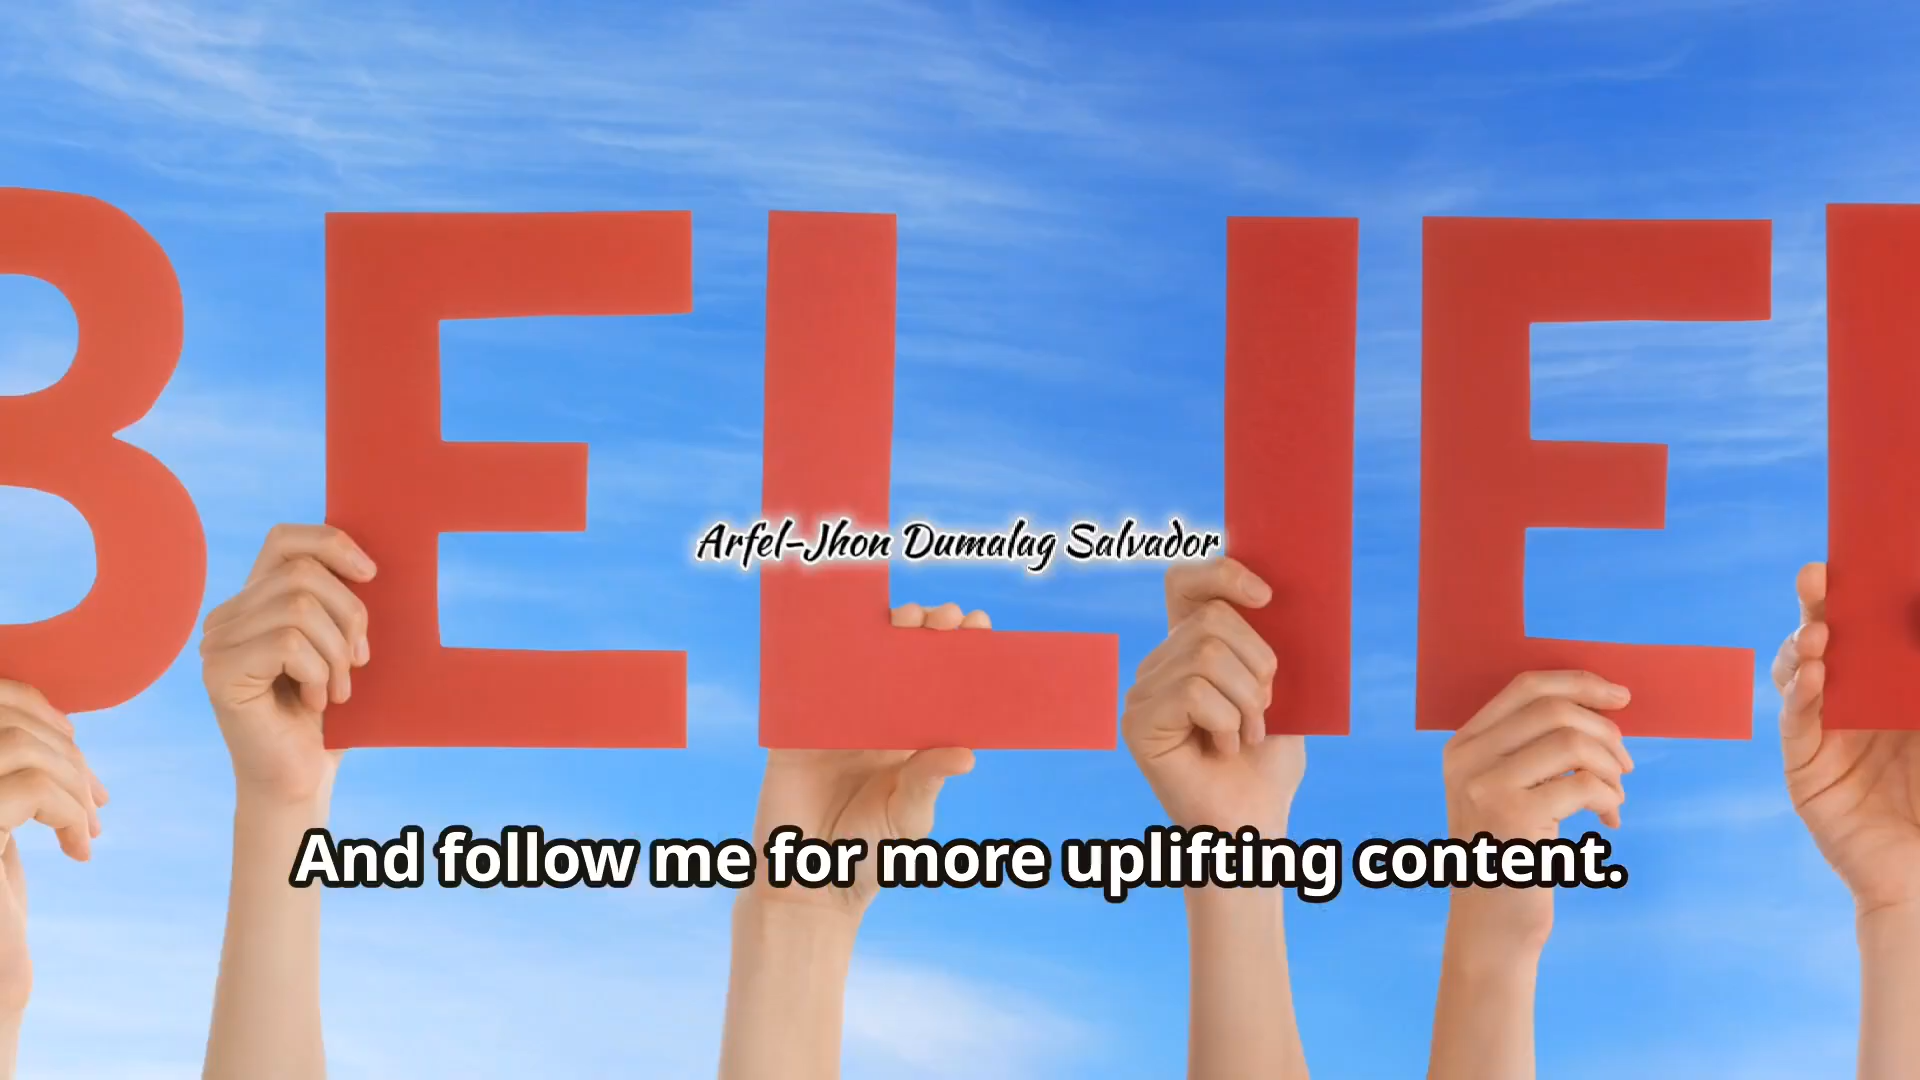 BELIE
Arfel-Jhon Dumalag Salvador
And follow me for more uplifting content.